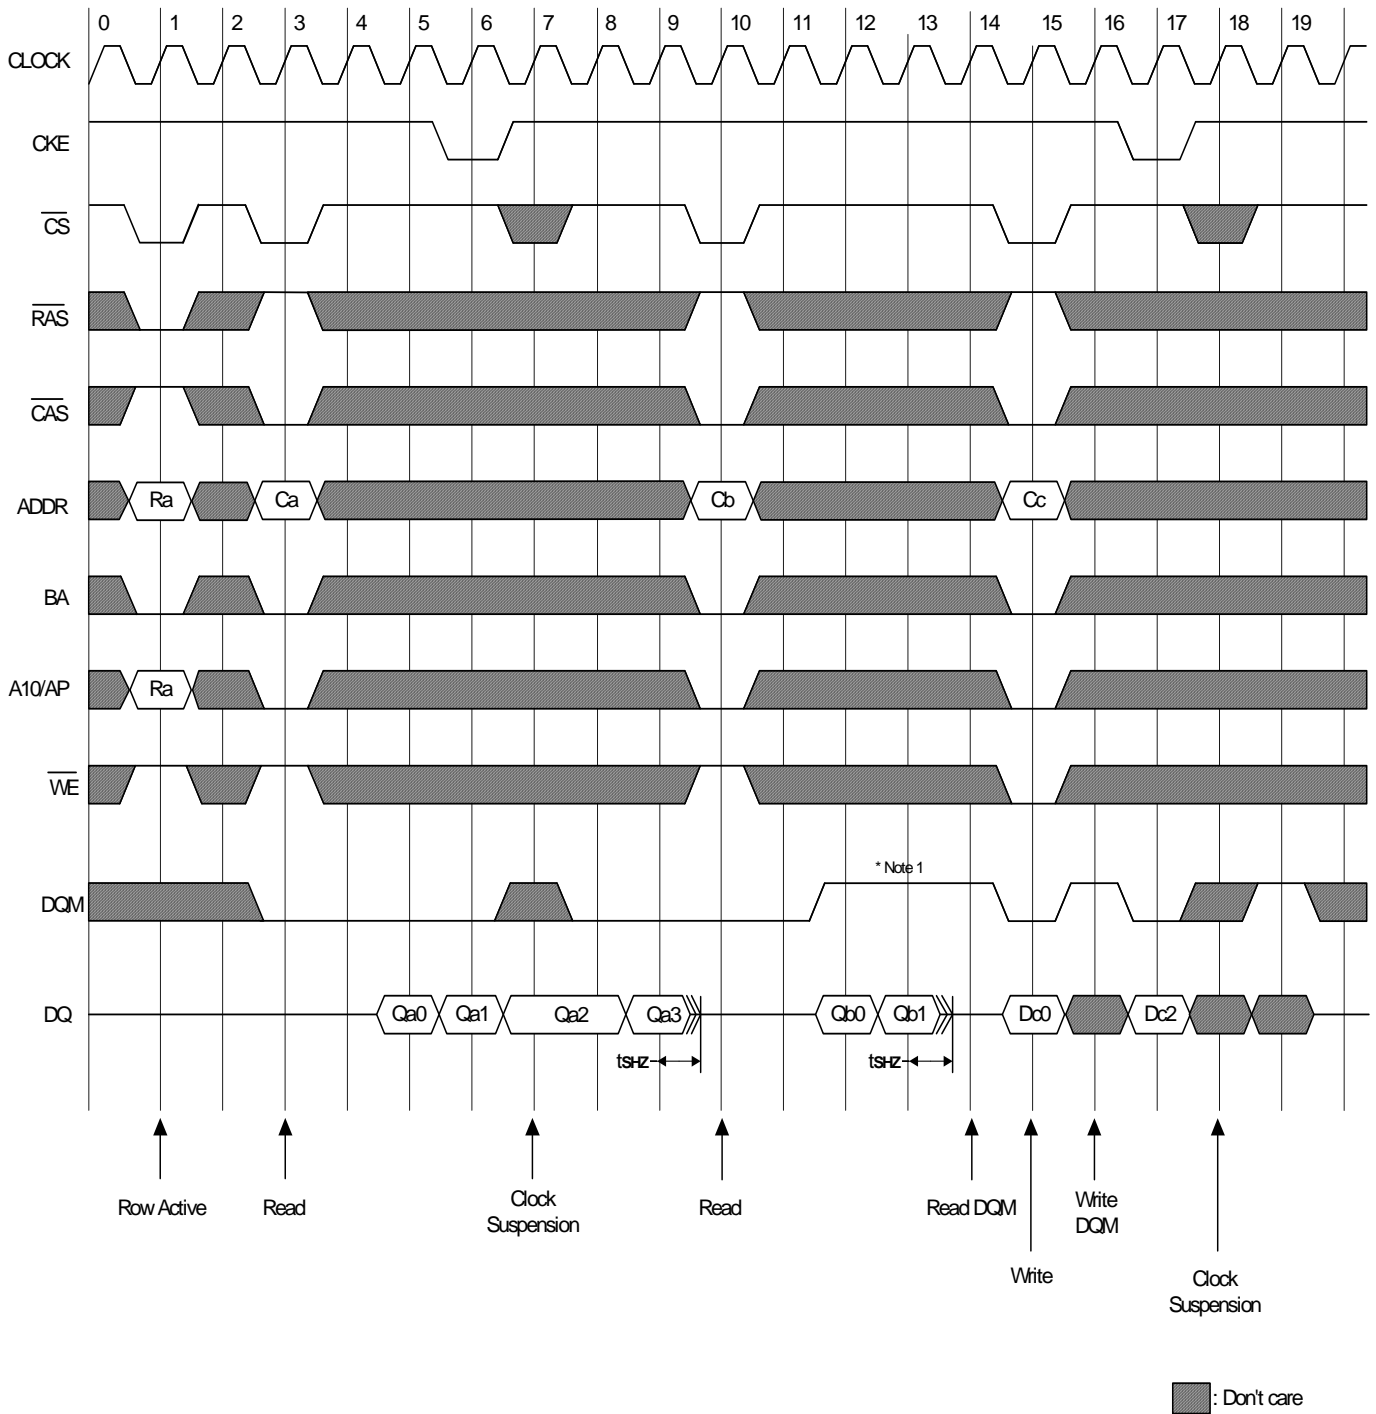 0 1 2 3 4 5 6 7 8 9 10 11 12 13 14 15 16 17 18 19
CLOCK
CKE
CS
RAS
CAS
ADDR Ra Ca Cb Cc
BA
A10/AP Ra
WE
* Note 1
DQM
DQ Qa0 Qa1 Qa2 Qa3 Qb0 Qb1 Dc0 Dc2
tSHZ tSHZ
Row Active Read Clock Suspension Read Read DQM Write DQM
Write Clock Suspension
: Don't care